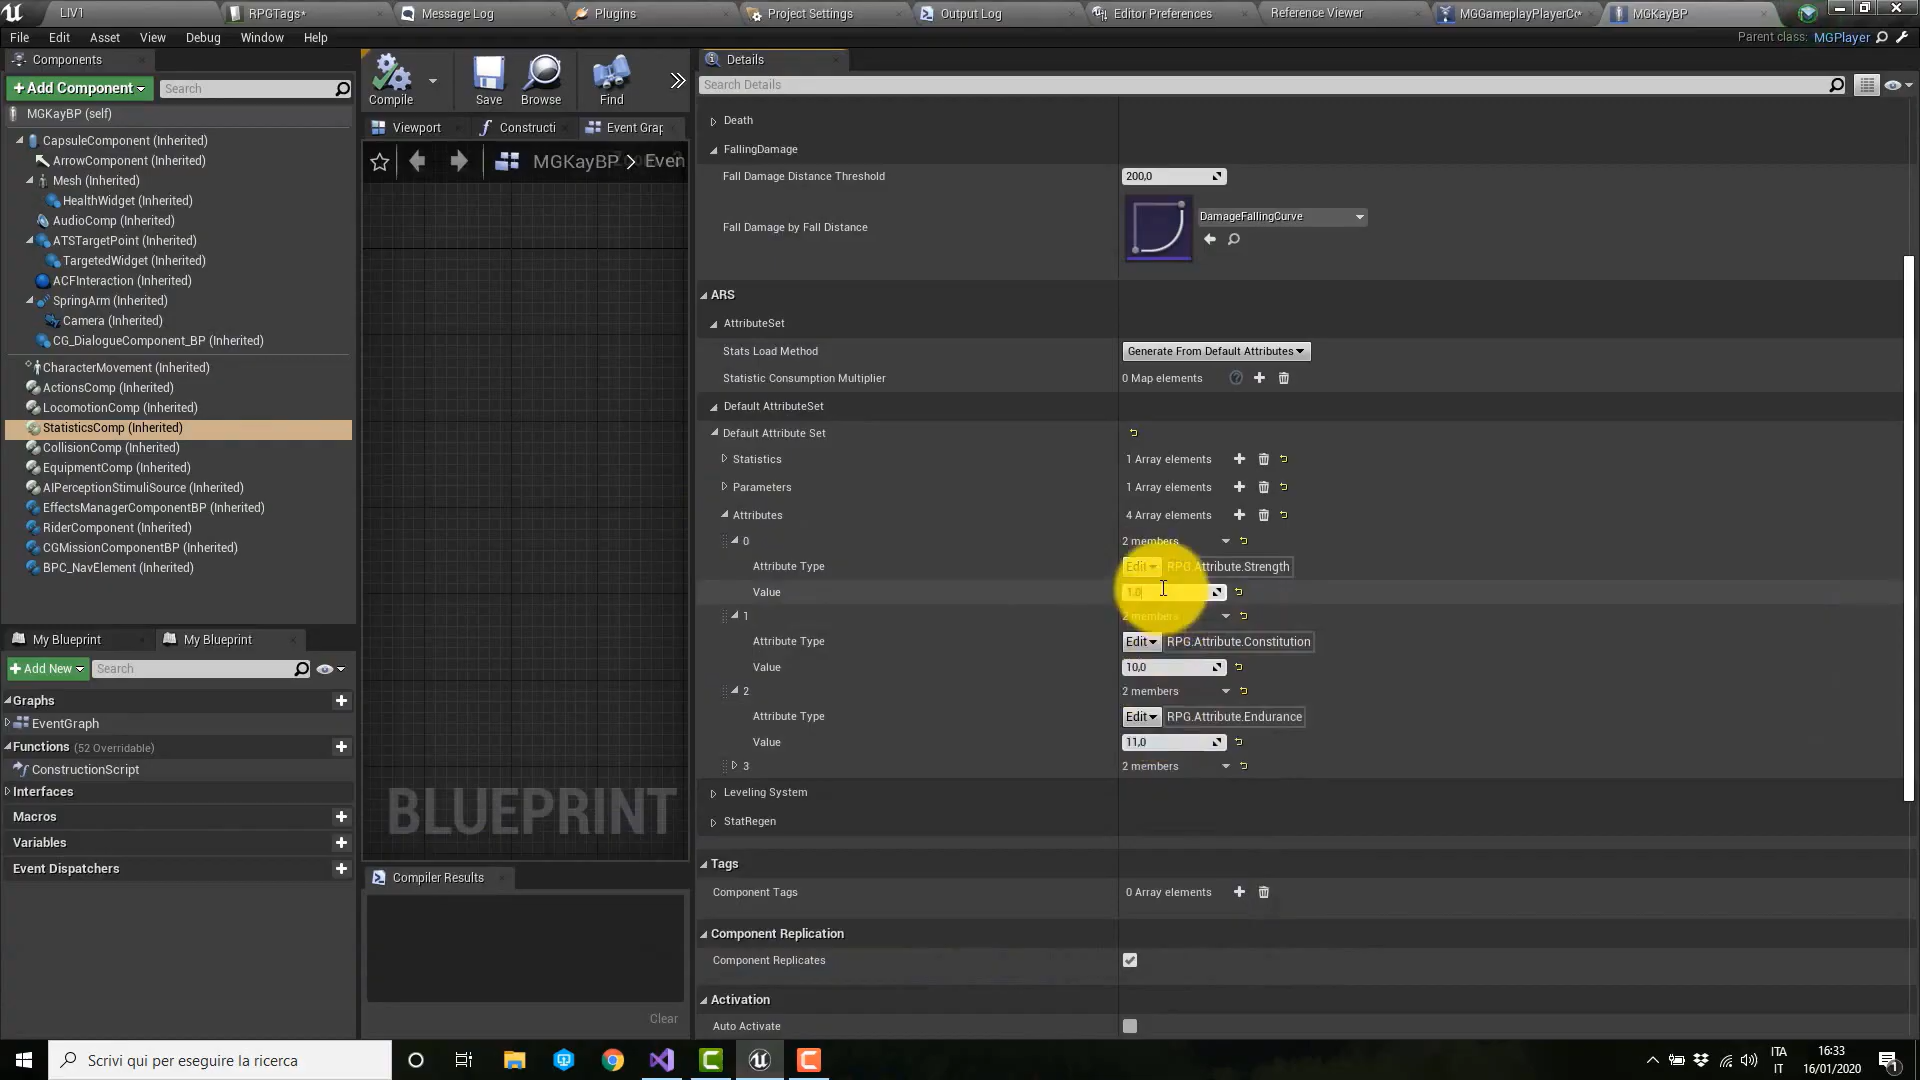 LIV1
RPGTags*
Message Log
Plugins
Project Settings
Output Log
Editor Preferences
Reference Viewer
MGGameplayPlayerCo*
MGKayBP
File Edit Asset View Debug Window Help
Parent class: MGPlayer
Components
Add Component
Search
MGKayBP (self)
CapsuleComponent (Inherited)
ArrowComponent (Inherited)
Mesh (Inherited)
HealthWidget (Inherited)
AudioComp (Inherited)
ATSTargetPoint (Inherited)
TargetedWidget (Inherited)
ACFInteraction (Inherited)
SpringArm (Inherited)
Camera (Inherited)
CG_DialogueComponent_BP (Inherited)
CharacterMovement (Inherited)
ActionsComp (Inherited)
LocomotionComp (Inherited)
StatisticsComp (Inherited)
CollisionComp (Inherited)
EquipmentComp (Inherited)
AIPerceptionStimuliSource (Inherited)
EffectsManagerComponentBP (Inherited)
RiderComponent (Inherited)
CGMissionComponentBP (Inherited)
BPC_NavElement (Inherited)
My Blueprint
My Blueprint
Add New
Search
Graphs
EventGraph
Functions (52 Overridable)
ConstructionScript
Interfaces
Macros
Variables
Event Dispatchers
Compile
Save
Browse
Find
Viewport
Constructi
Event Grap
MGKayBP > Even
BLUEPRINT
Compiler Results
Clear
Details
Search Details
Death
FallingDamage
Fall Damage Distance Threshold 200,0
Fall Damage by Fall Distance DamageFallingCurve
ARS
AttributeSet
Stats Load Method Generate From Default Attributes
Statistic Consumption Multiplier 0 Map elements
Default AttributeSet
Default Attribute Set
Statistics 1 Array elements
Parameters 1 Array elements
Attributes 4 Array elements
0 2 members
Attribute Type Edit RPG.Attribute.Strength
Value 1.0
1 2 members
Attribute Type Edit RPG.Attribute.Constitution
Value 10,0
2 2 members
Attribute Type Edit RPG.Attribute.Endurance
Value 11,0
3 2 members
Leveling System
StatRegen
Tags
Component Tags 0 Array elements
Component Replication
Component Replicates
Activation
Auto Activate
Scrivi qui per eseguire la ricerca
ITA
IT
16:33
16/01/2020